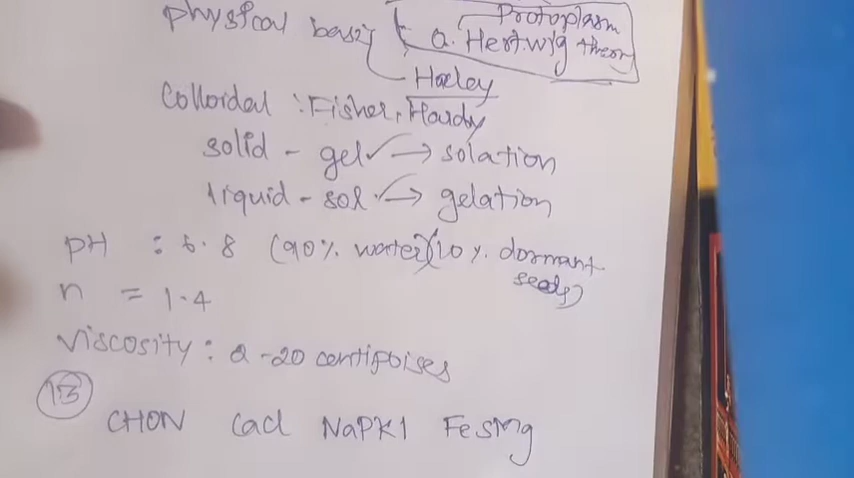 Protoplasm
physical basis a. Hertwig theory
Haxley
Colloidal : Fisher, Hardy
solid - gel → solation
liquid - sol → gelation
pH : 6.8 (90% water) (10%. dormant
seeds)
n = 1.4
Viscosity : 2 -20 centipoises
13
CHON Cacl NaPKI FeSMg